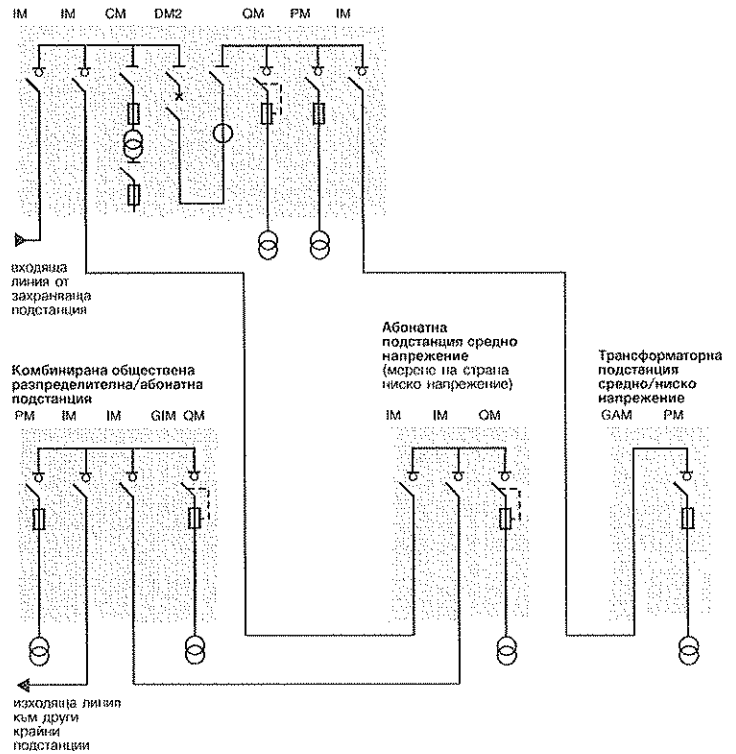 IM IM CM DM2 QM PM IM
входяща
линия от
захранваща
подстанция
Абонатна
подстанция средно
напрежение
(мерене на страна
ниско напрежение)
Трансформаторна
подстанция
средно/ниско
напрежение
Комбинирана обществена
разпределителна/абонатна
подстанция
PM IM IM GIM QM
IM IM QM
GAM PM
изходяща линия
към други
крайни
подстанции